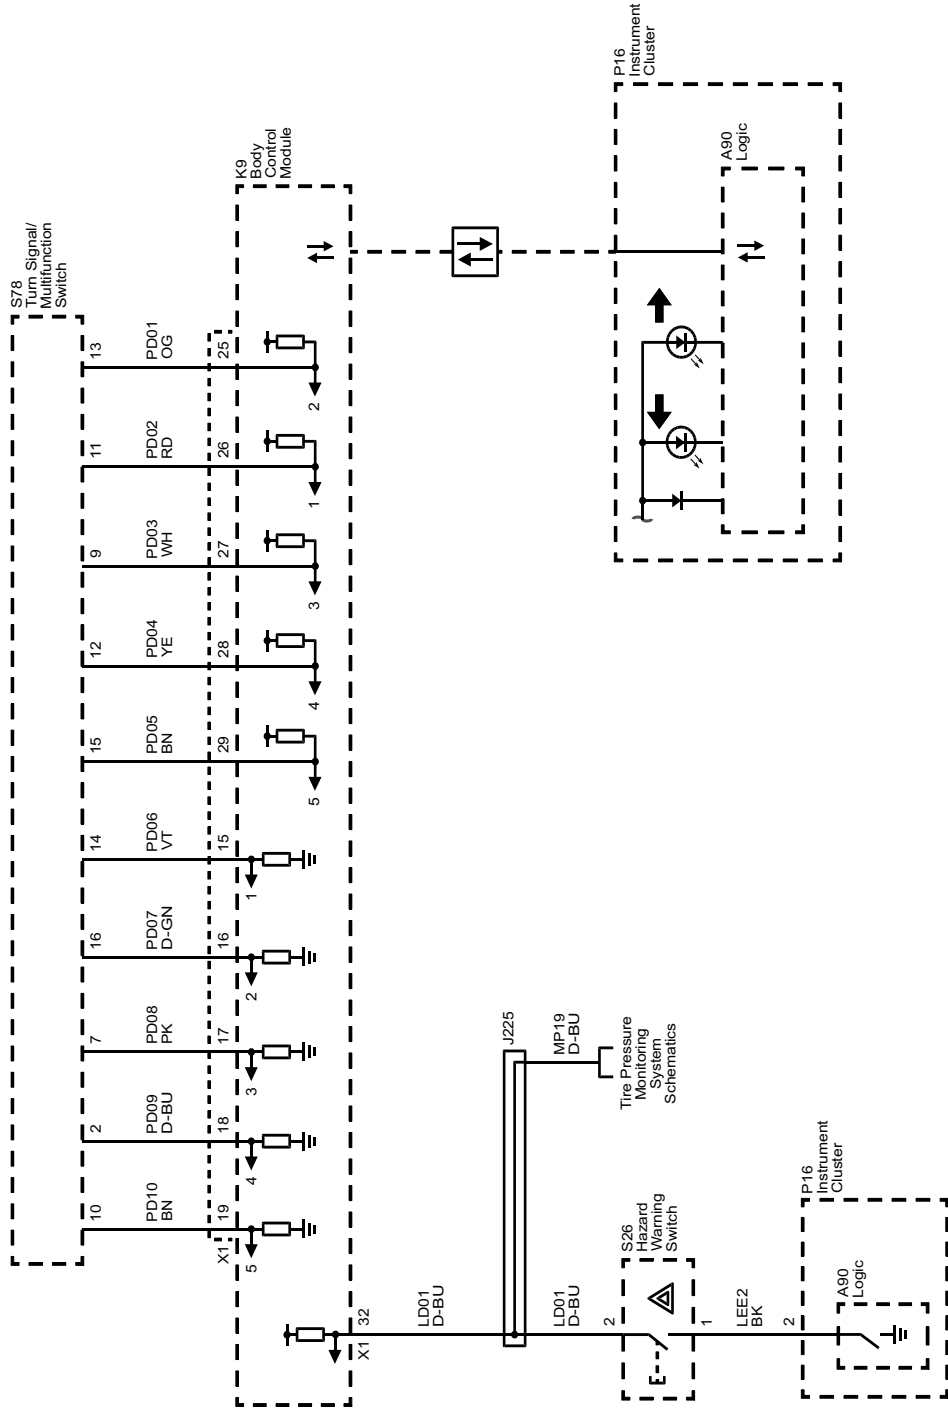 S78
Turn Signal/
Multifunction
Switch
13
PD01
OG
25
2
11
PD02
RD
26
1
9
PD03
WH
27
3
12
PD04
YE
28
4
15
PD05
BN
29
5
14
PD06
VT
15
1
16
PD07
D-GN
16
2
7
PD08
PK
17
3
2
PD09
D-BU
18
4
10
PD10
BN
19
5
X1
K9
Body
Control
Module
X1
32
LD01
D-BU
J225
MP19
D-BU
Tire Pressure
Monitoring
System
Schematics
LD01
D-BU
2
S26
Hazard
Warning
Switch
1
LEE2
BK
2
P16
Instrument
Cluster
A90
Logic
P16
Instrument
Cluster
A90
Logic